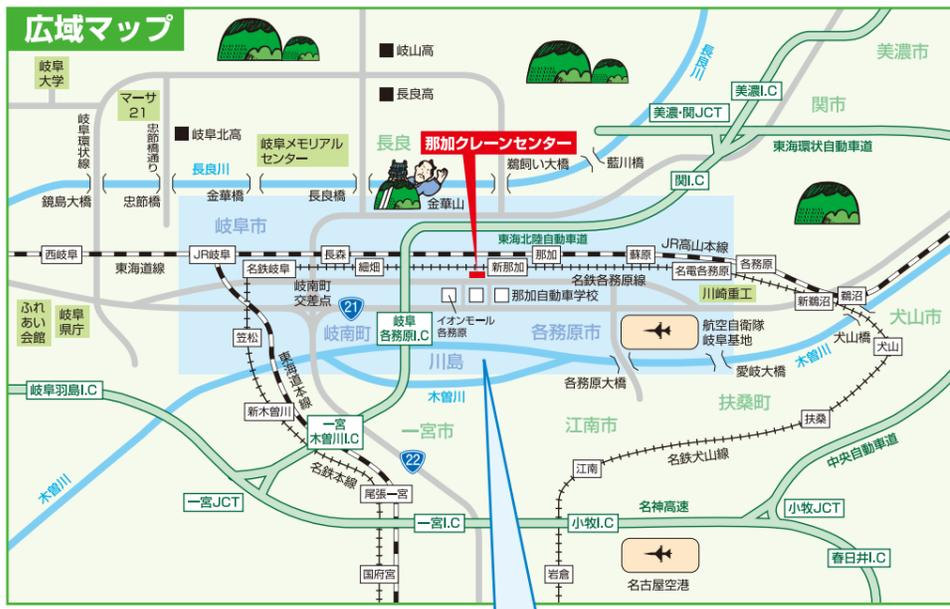 広域マップ
岐山高
長良高
岐阜
大学
マーサ
21
岐阜環状線
忠節橋通り
岐阜北高
岐阜メモリアル
センター
長良
那加クレーンセンター
長良川
美濃市
美濃I.C
関市
美濃・関JCT
東海環状自動車道
鵜飼い大橋
藍川橋
関I.C
長良川
鏡島大橋
忠節橋
金華橋
長良橋
金華山
岐阜市
東海北陸自動車道
西岐阜
東海道線
JR岐阜
長森
那加
蘇原
JR高山本線
各務原
名鉄岐阜
細畑
新那加
名鉄各務原線
名電各務原
岐南町
交差点
川崎重工
新鵜沼
鵜沼
21
イオンモール
各務原
那加自動車学校
ふれ
あい
会館
岐阜
県庁
岐南町
岐阜
各務原I.C
各務原市
航空自衛隊
岐阜基地
犬山市
犬山橋
犬山
笠松
東海道本線
川島
木曽川
各務原大橋
愛岐大橋
木曽川
岐阜羽島I.C
新木曽川
一宮
木曽川I.C
一宮市
江南市
扶桑町
扶桑
22
名鉄本線
木曽川
江南
名鉄犬山線
中央自動車道
一宮JCT
尾張一宮
一宮I.C
小牧I.C
名神高速
小牧JCT
国府宮
岩倉
名古屋空港
春日井I.C